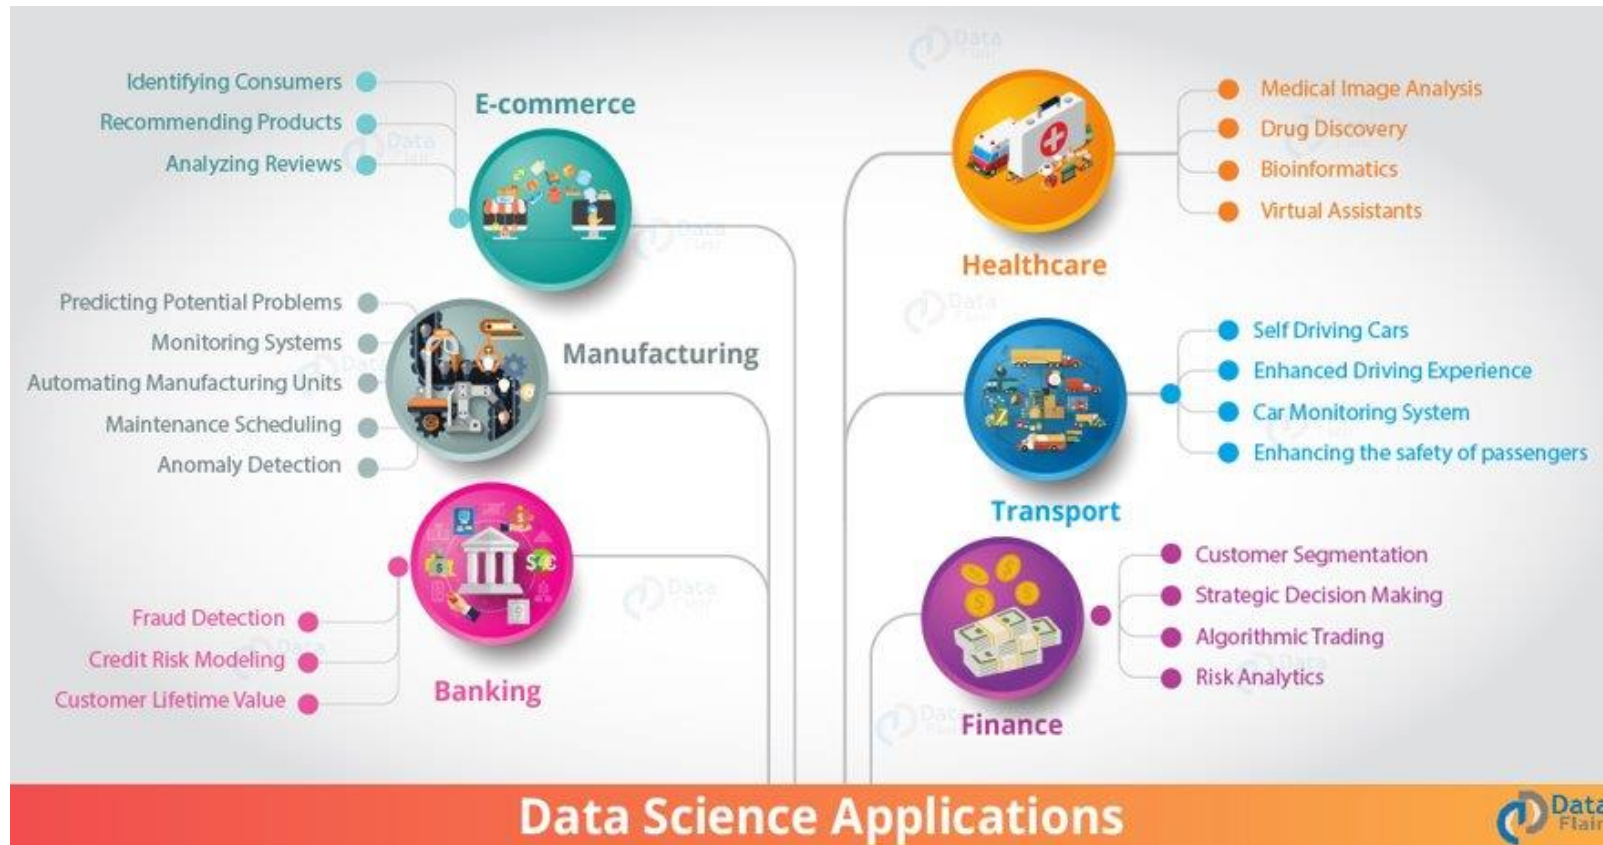 E-commerce
Identifying Consumers
Recommending Products
Analyzing Reviews
Manufacturing
Predicting Potential Problems
Monitoring Systems
Automating Manufacturing Units
Maintenance Scheduling
Anomaly Detection
Banking
Fraud Detection
Credit Risk Modeling
Customer Lifetime Value
Healthcare
Medical Image Analysis
Drug Discovery
Bioinformatics
Virtual Assistants
Transport
Self Driving Cars
Enhanced Driving Experience
Car Monitoring System
Enhancing the safety of passengers
Finance
Customer Segmentation
Strategic Decision Making
Algorithmic Trading
Risk Analytics
Data Science Applications
Data
Flair